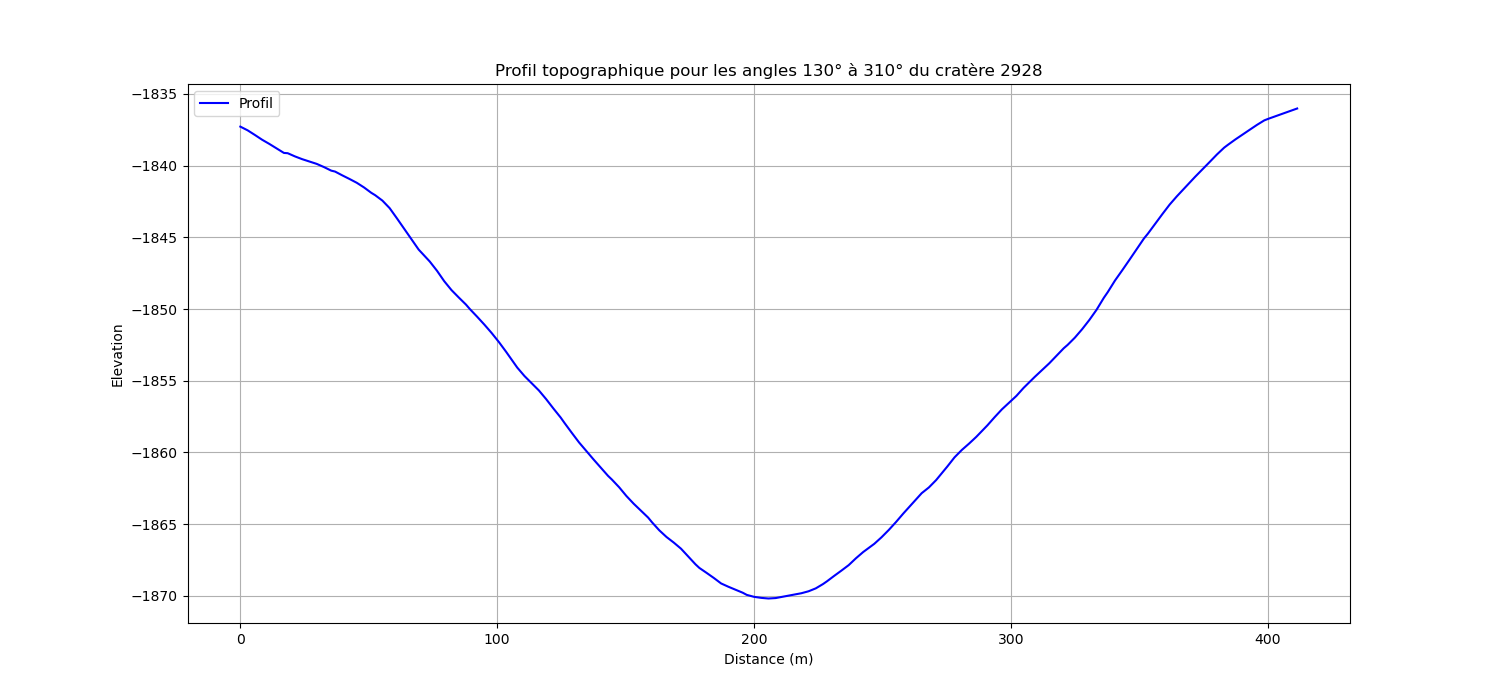 Profil topographique pour les angles 130° à 310° du cratère 2928
Profil
−1835
−1840
−1845
−1850
−1855
−1860
−1865
−1870
Elevation
0 100 200 300 400
Distance (m)